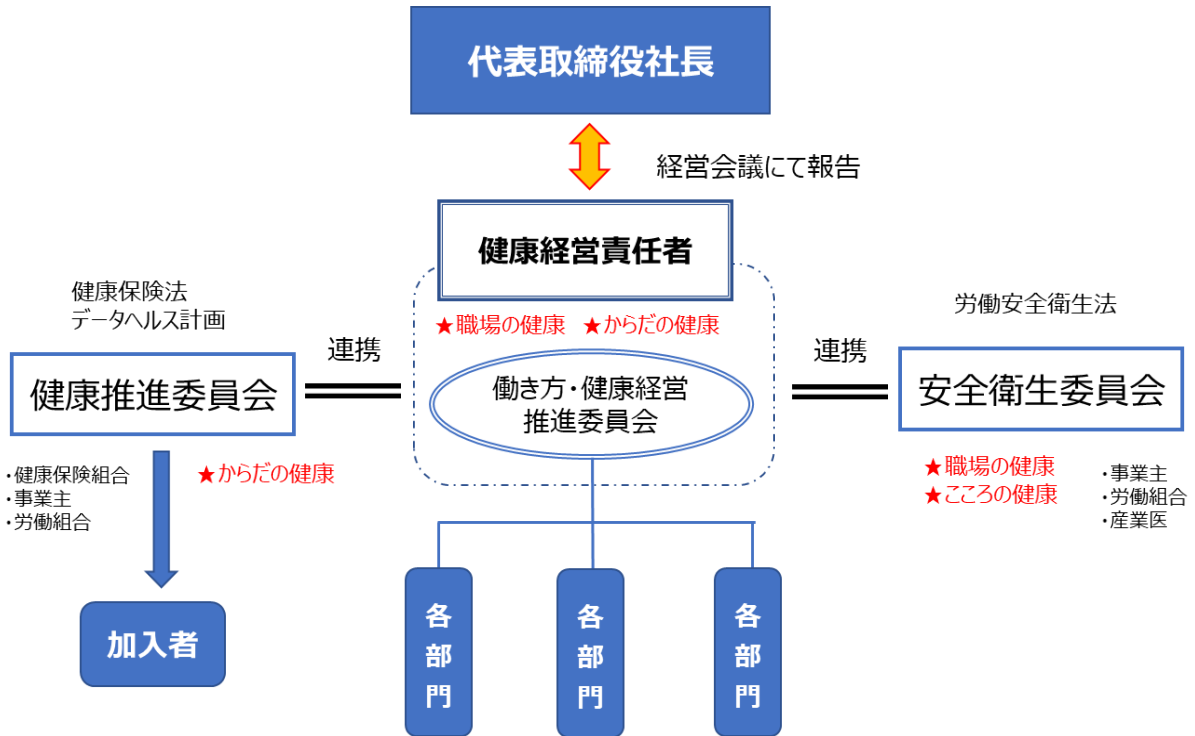 代表取締役社長
経営会議にて報告
健康経営責任者
健康保険法
データヘルス計画
労働安全衛生法
★職場の健康 ★からだの健康
連携
連携
健康推進委員会
働き方・健康経営
推進委員会
安全衛生委員会
・健康保険組合
・事業主
・労働組合
★からだの健康
★職場の健康
★こころの健康
・事業主
・労働組合
・産業医
加入者
各部門
各部門
各部門